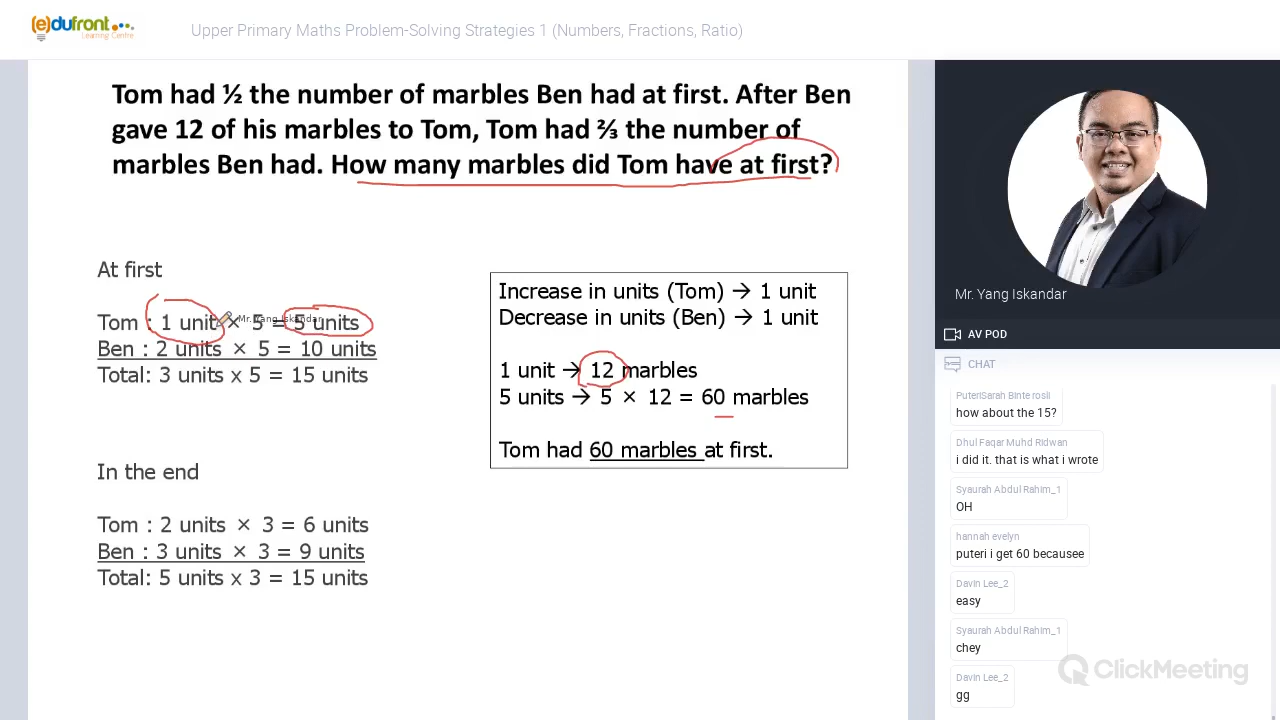 (e)dufront
Learning Centre
Upper Primary Maths Problem-Solving Strategies 1 (Numbers, Fractions, Ratio)
Tom had ½ the number of marbles Ben had at first. After Ben
gave 12 of his marbles to Tom, Tom had ⅔ the number of
marbles Ben had. How many marbles did Tom have at first?
At first
Tom : 1 unit × 5 = 5 units
Mr. Yang Iskandar
Ben : 2 units × 5 = 10 units
Total: 3 units x 5 = 15 units
In the end
Tom : 2 units × 3 = 6 units
Ben : 3 units × 3 = 9 units
Total: 5 units x 3 = 15 units
Increase in units (Tom) → 1 unit
Decrease in units (Ben) → 1 unit
1 unit → 12 marbles
5 units → 5 × 12 = 60 marbles
Tom had 60 marbles at first.
Mr. Yang Iskandar
AV POD
CHAT
PuteriSarah Binte rosli
how about the 15?
Dhul Faqar Muhd Ridwan
i did it. that is what i wrote
Syaurah Abdul Rahim_1
OH
hannah evelyn
puteri i get 60 becausee
Davin Lee_2
easy
Syaurah Abdul Rahim_1
chey
Davin Lee_2
gg
ClickMeeting